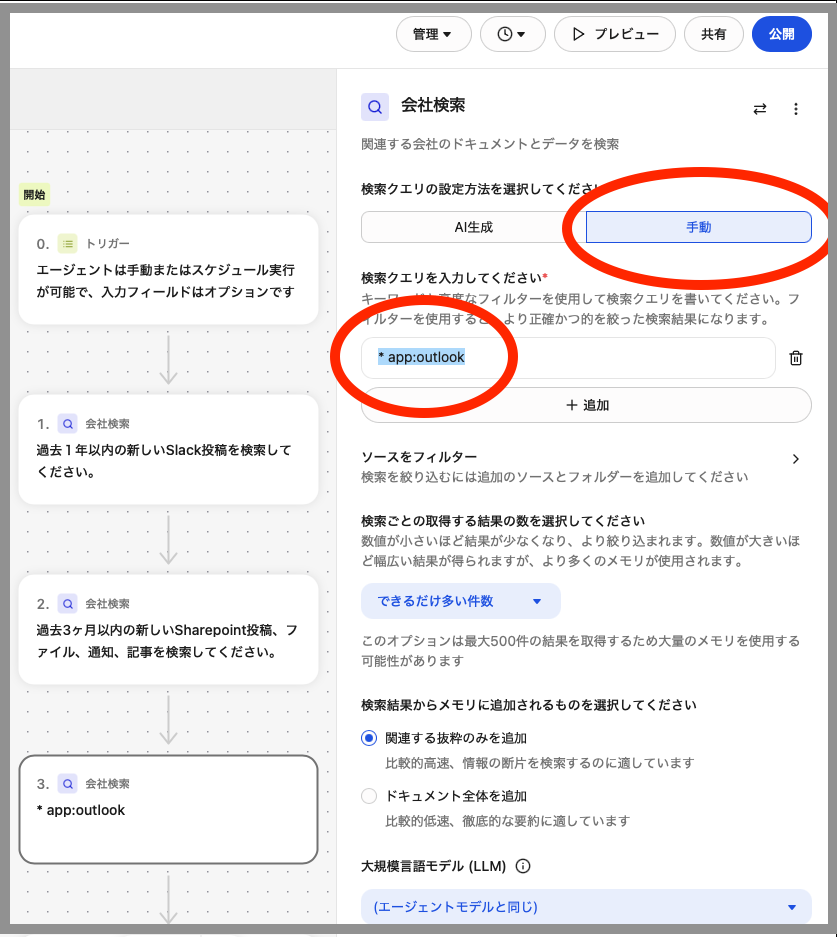 管理
プレビュー
共有
公開
開始
0. トリガー
エージェントは手動またはスケジュール実行
が可能で、入力フィールドはオプションです
1. 会社検索
過去１年以内の新しいSlack投稿を検索して
ください。
2. 会社検索
過去3ヶ月以内の新しいSharepoint投稿、フ
ァイル、通知、記事を検索してください。
3. 会社検索
* app:outlook
会社検索
関連する会社のドキュメントとデータを検索
検索クエリの設定方法を選択してください
AI生成
手動
検索クエリを入力してください*
キーワードと高度なフィルターを使用して検索クエリを書いてください。フ
ィルターを使用すると、より正確かつ的を絞った検索結果になります。
* app:outlook
+ 追加
ソースをフィルター
検索を絞り込むには追加のソースとフォルダーを追加してください
検索ごとの取得する結果の数を選択してください
数値が小さいほど結果が少なくなり、より絞り込まれます。数値が大きいほ
ど幅広い結果が得られますが、より多くのメモリが使用されます。
できるだけ多い件数
このオプションは最大500件の結果を取得するため大量のメモリを使用する
可能性があります
検索結果からメモリに追加されるものを選択してください
関連する抜粋のみを追加
比較的高速、情報の断片を検索するのに適しています
ドキュメント全体を追加
比較的低速、徹底的な要約に適しています
大規模言語モデル (LLM)
(エージェントモデルと同じ)